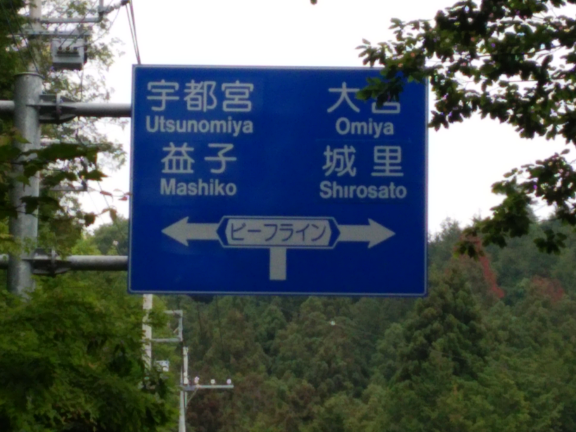 宇都宮 大宮
Utsunomiya Omiya
益子 城里
Mashiko Shirosato
ビーフライン